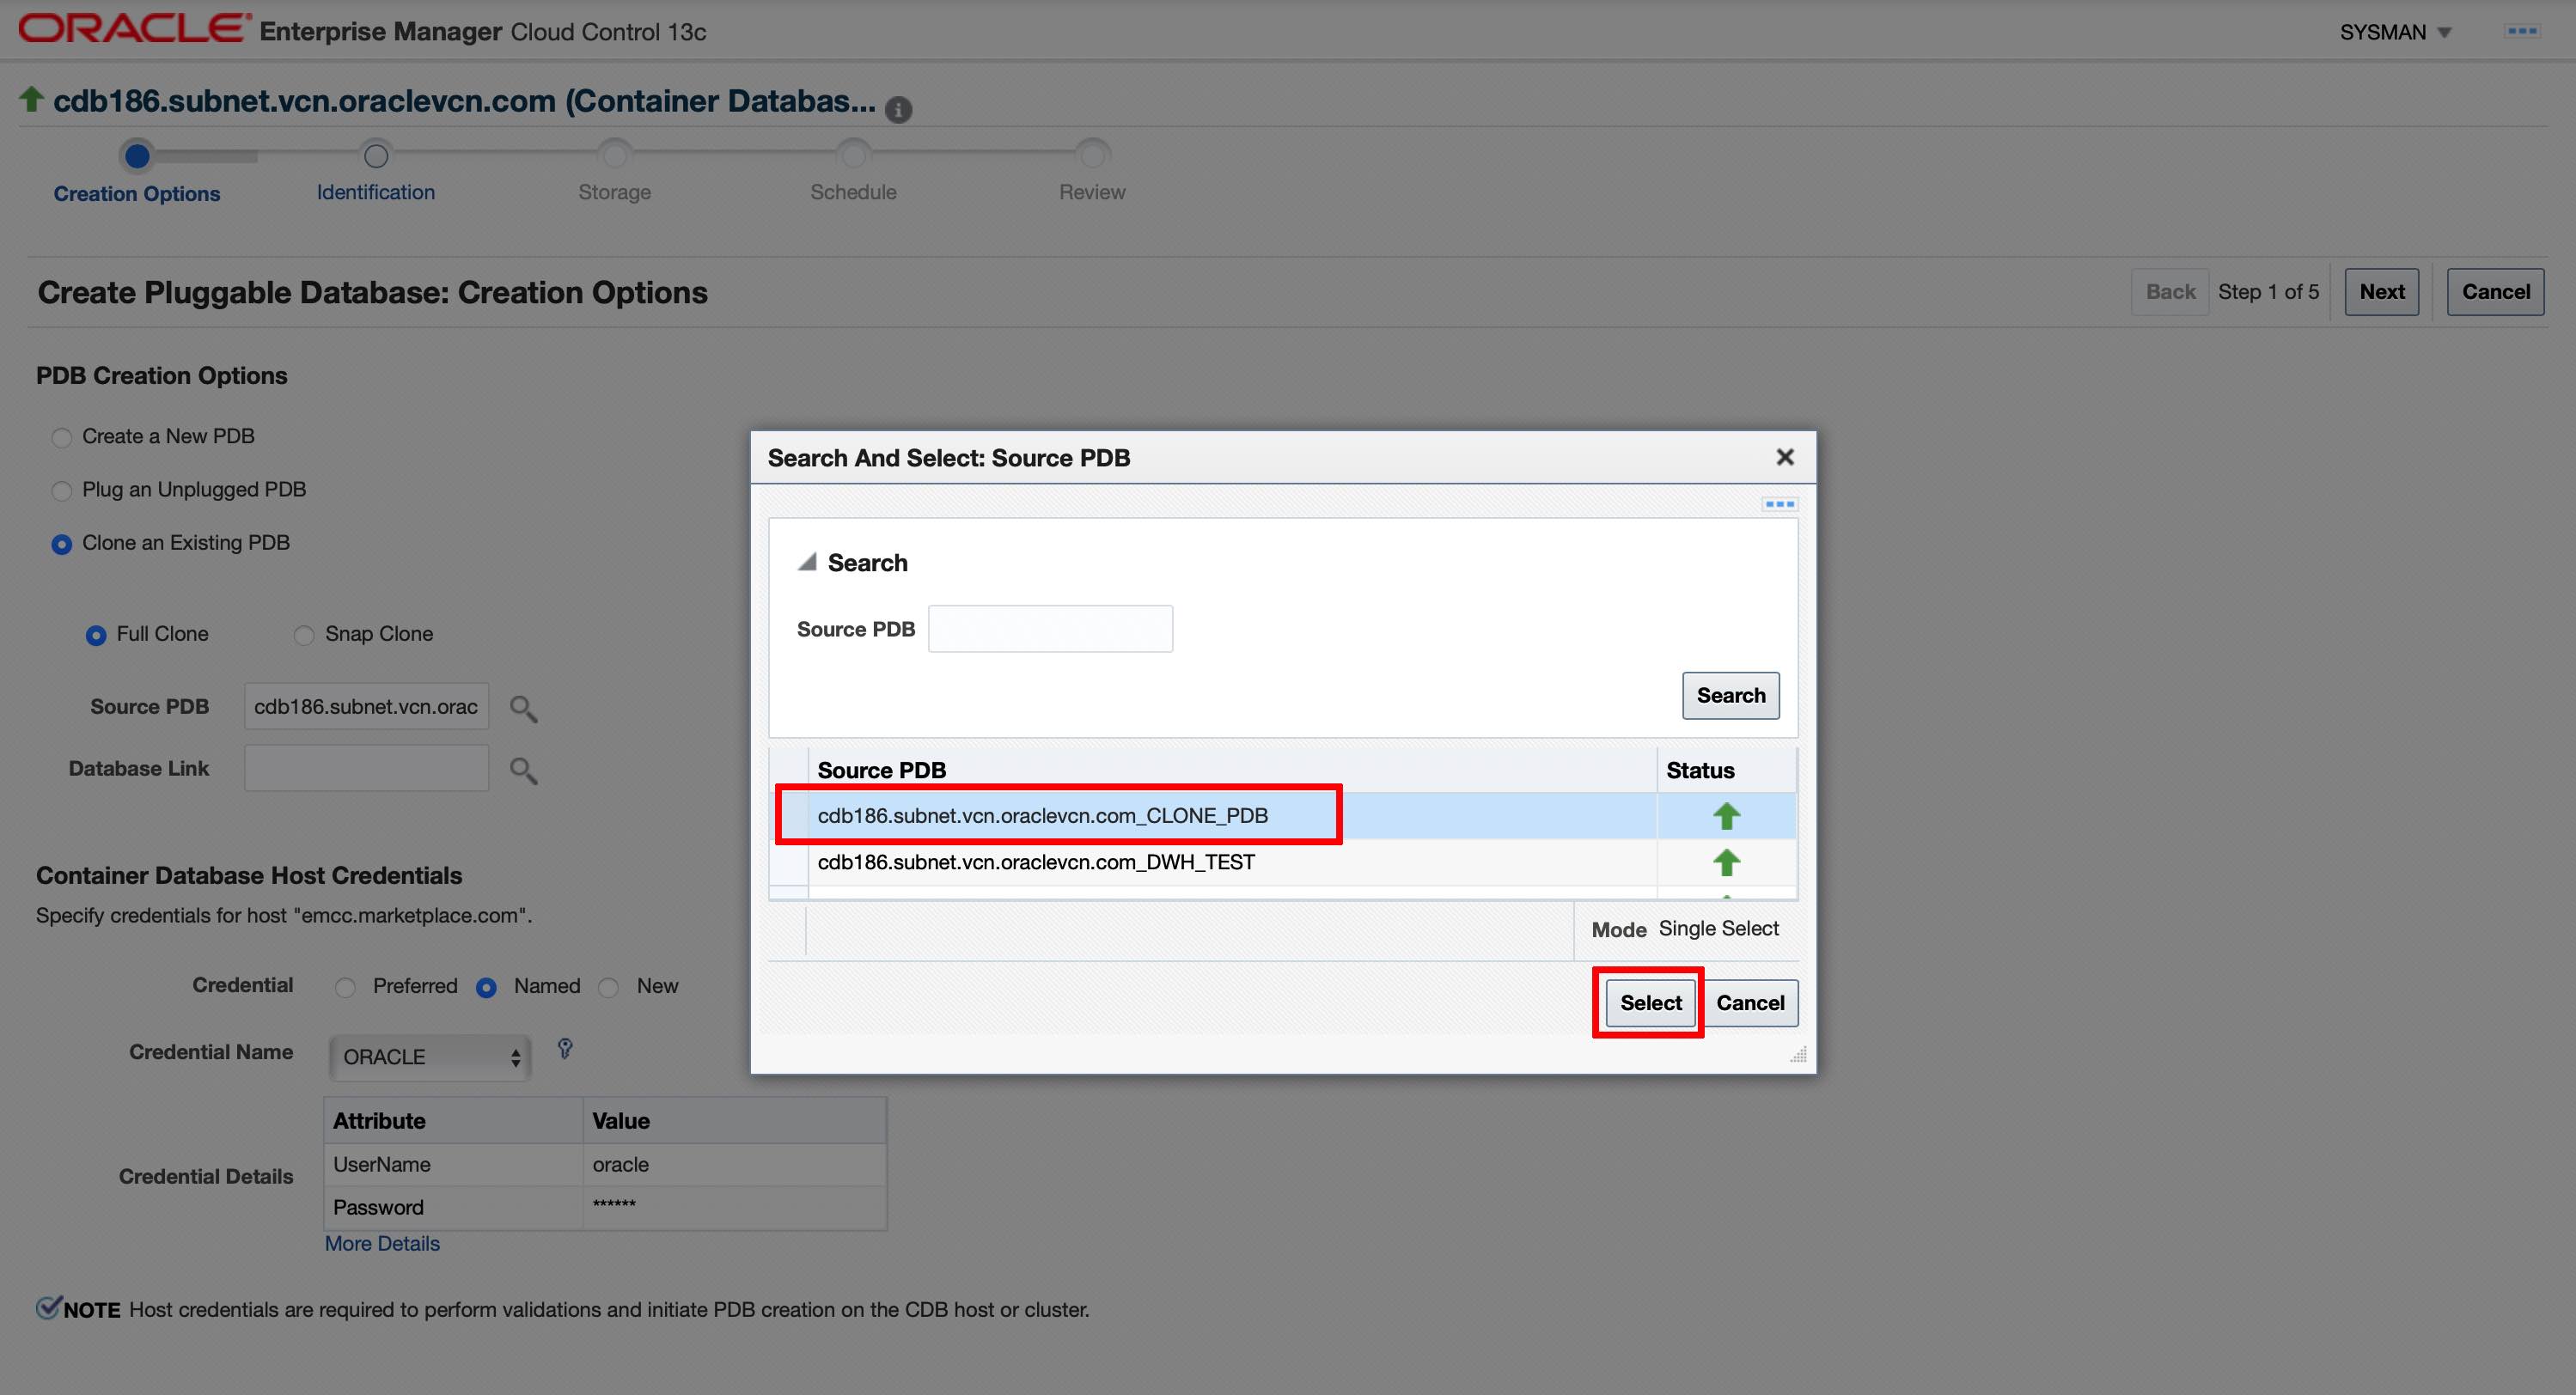 ORACLE Enterprise Manager Cloud Control 13c
SYSMAN
cdb186.subnet.vcn.oraclevcn.com (Container Databas...
Creation Options
Identification
Storage
Schedule
Review
Create Pluggable Database: Creation Options
Back Step 1 of 5 Next Cancel
PDB Creation Options
Create a New PDB
Plug an Unplugged PDB
Clone an Existing PDB
Full Clone Snap Clone
Source PDB cdb186.subnet.vcn.orac
Database Link
Container Database Host Credentials
Specify credentials for host "emcc.marketplace.com".
Credential Preferred Named New
Credential Name ORACLE
Attribute Value
Credential Details
UserName oracle
Password ******
More Details
NOTE Host credentials are required to perform validations and initiate PDB creation on the CDB host or cluster.
Search And Select: Source PDB
Search
Source PDB
Search
Source PDB Status
cdb186.subnet.vcn.oraclevcn.com_CLONE_PDB
cdb186.subnet.vcn.oraclevcn.com_DWH_TEST
Mode Single Select
Select Cancel